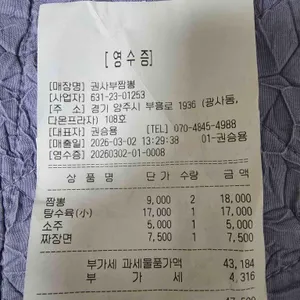 [영수증]
[매장명] 권사부짬뽕
[사업자] 631-23-01253
[주 소] 경기 양주시 부흥로 1936 (광사동,
다몬프라자) 108호
[대표자] 권승용 [TEL] 070-4845-4988
[매출일] 2026-03-02 13:29:38 01-권승용
[영수증] 20260302-01-0008
상 품 명 단 가 수량 금 액
짬뽕 9,000 2 18,000
탕수육(小) 17,000 1 17,000
소주 5,000 1 5,000
짜장면 7,500 1 7,500
부가세 과세물품가액 43,184
부 가 세 4,316